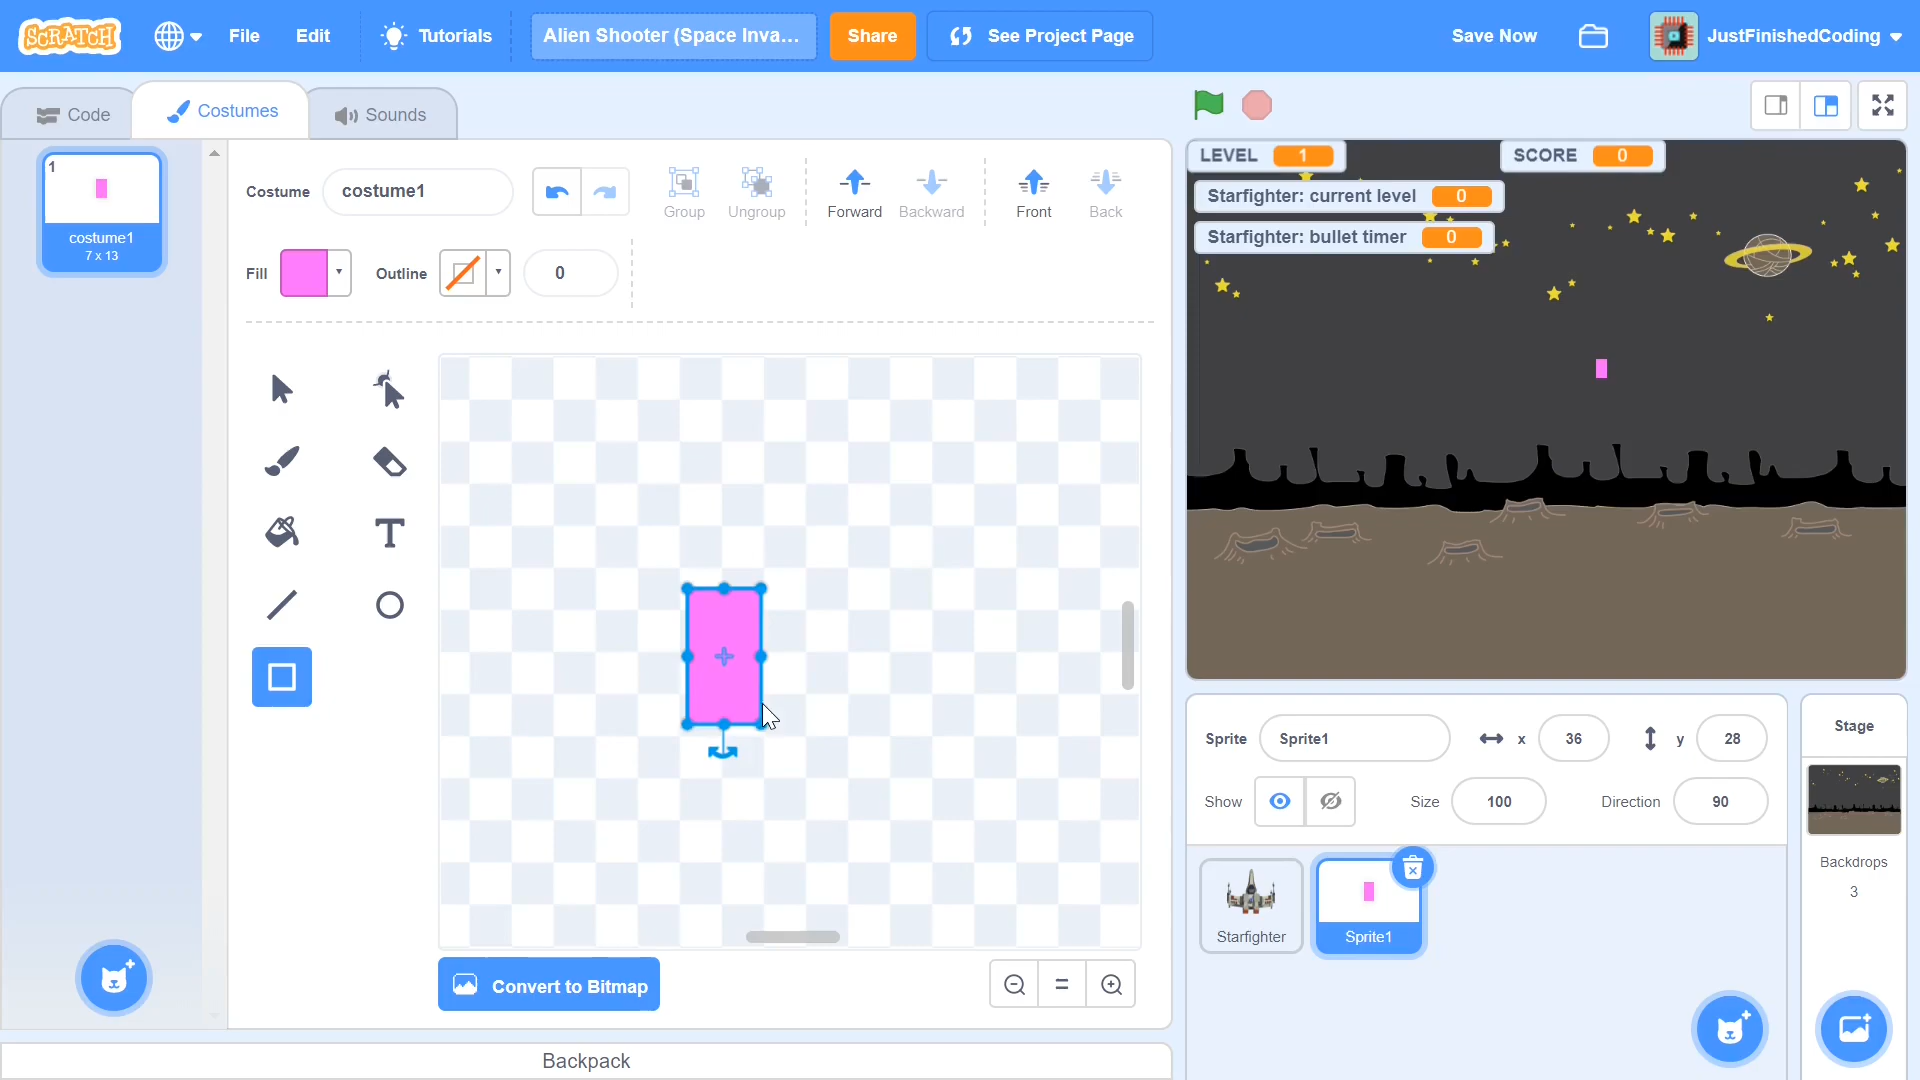 SCRATCH
File
Edit
Tutorials
Alien Shooter (Space Inva...
Share
See Project Page
Save Now
JustFinishedCoding
Code
Costumes
Sounds
LEVEL 1
SCORE 0
Starfighter: current level 0
Starfighter: bullet timer 0
1
costume1
7 x 13
Costume
costume1
Group
Ungroup
Forward
Backward
Front
Back
Fill
Outline
0
T
Convert to Bitmap
Backpack
Sprite
Sprite1
x
36
y
28
Show
Size
100
Direction
90
Starfighter
Sprite1
Stage
Backdrops
3